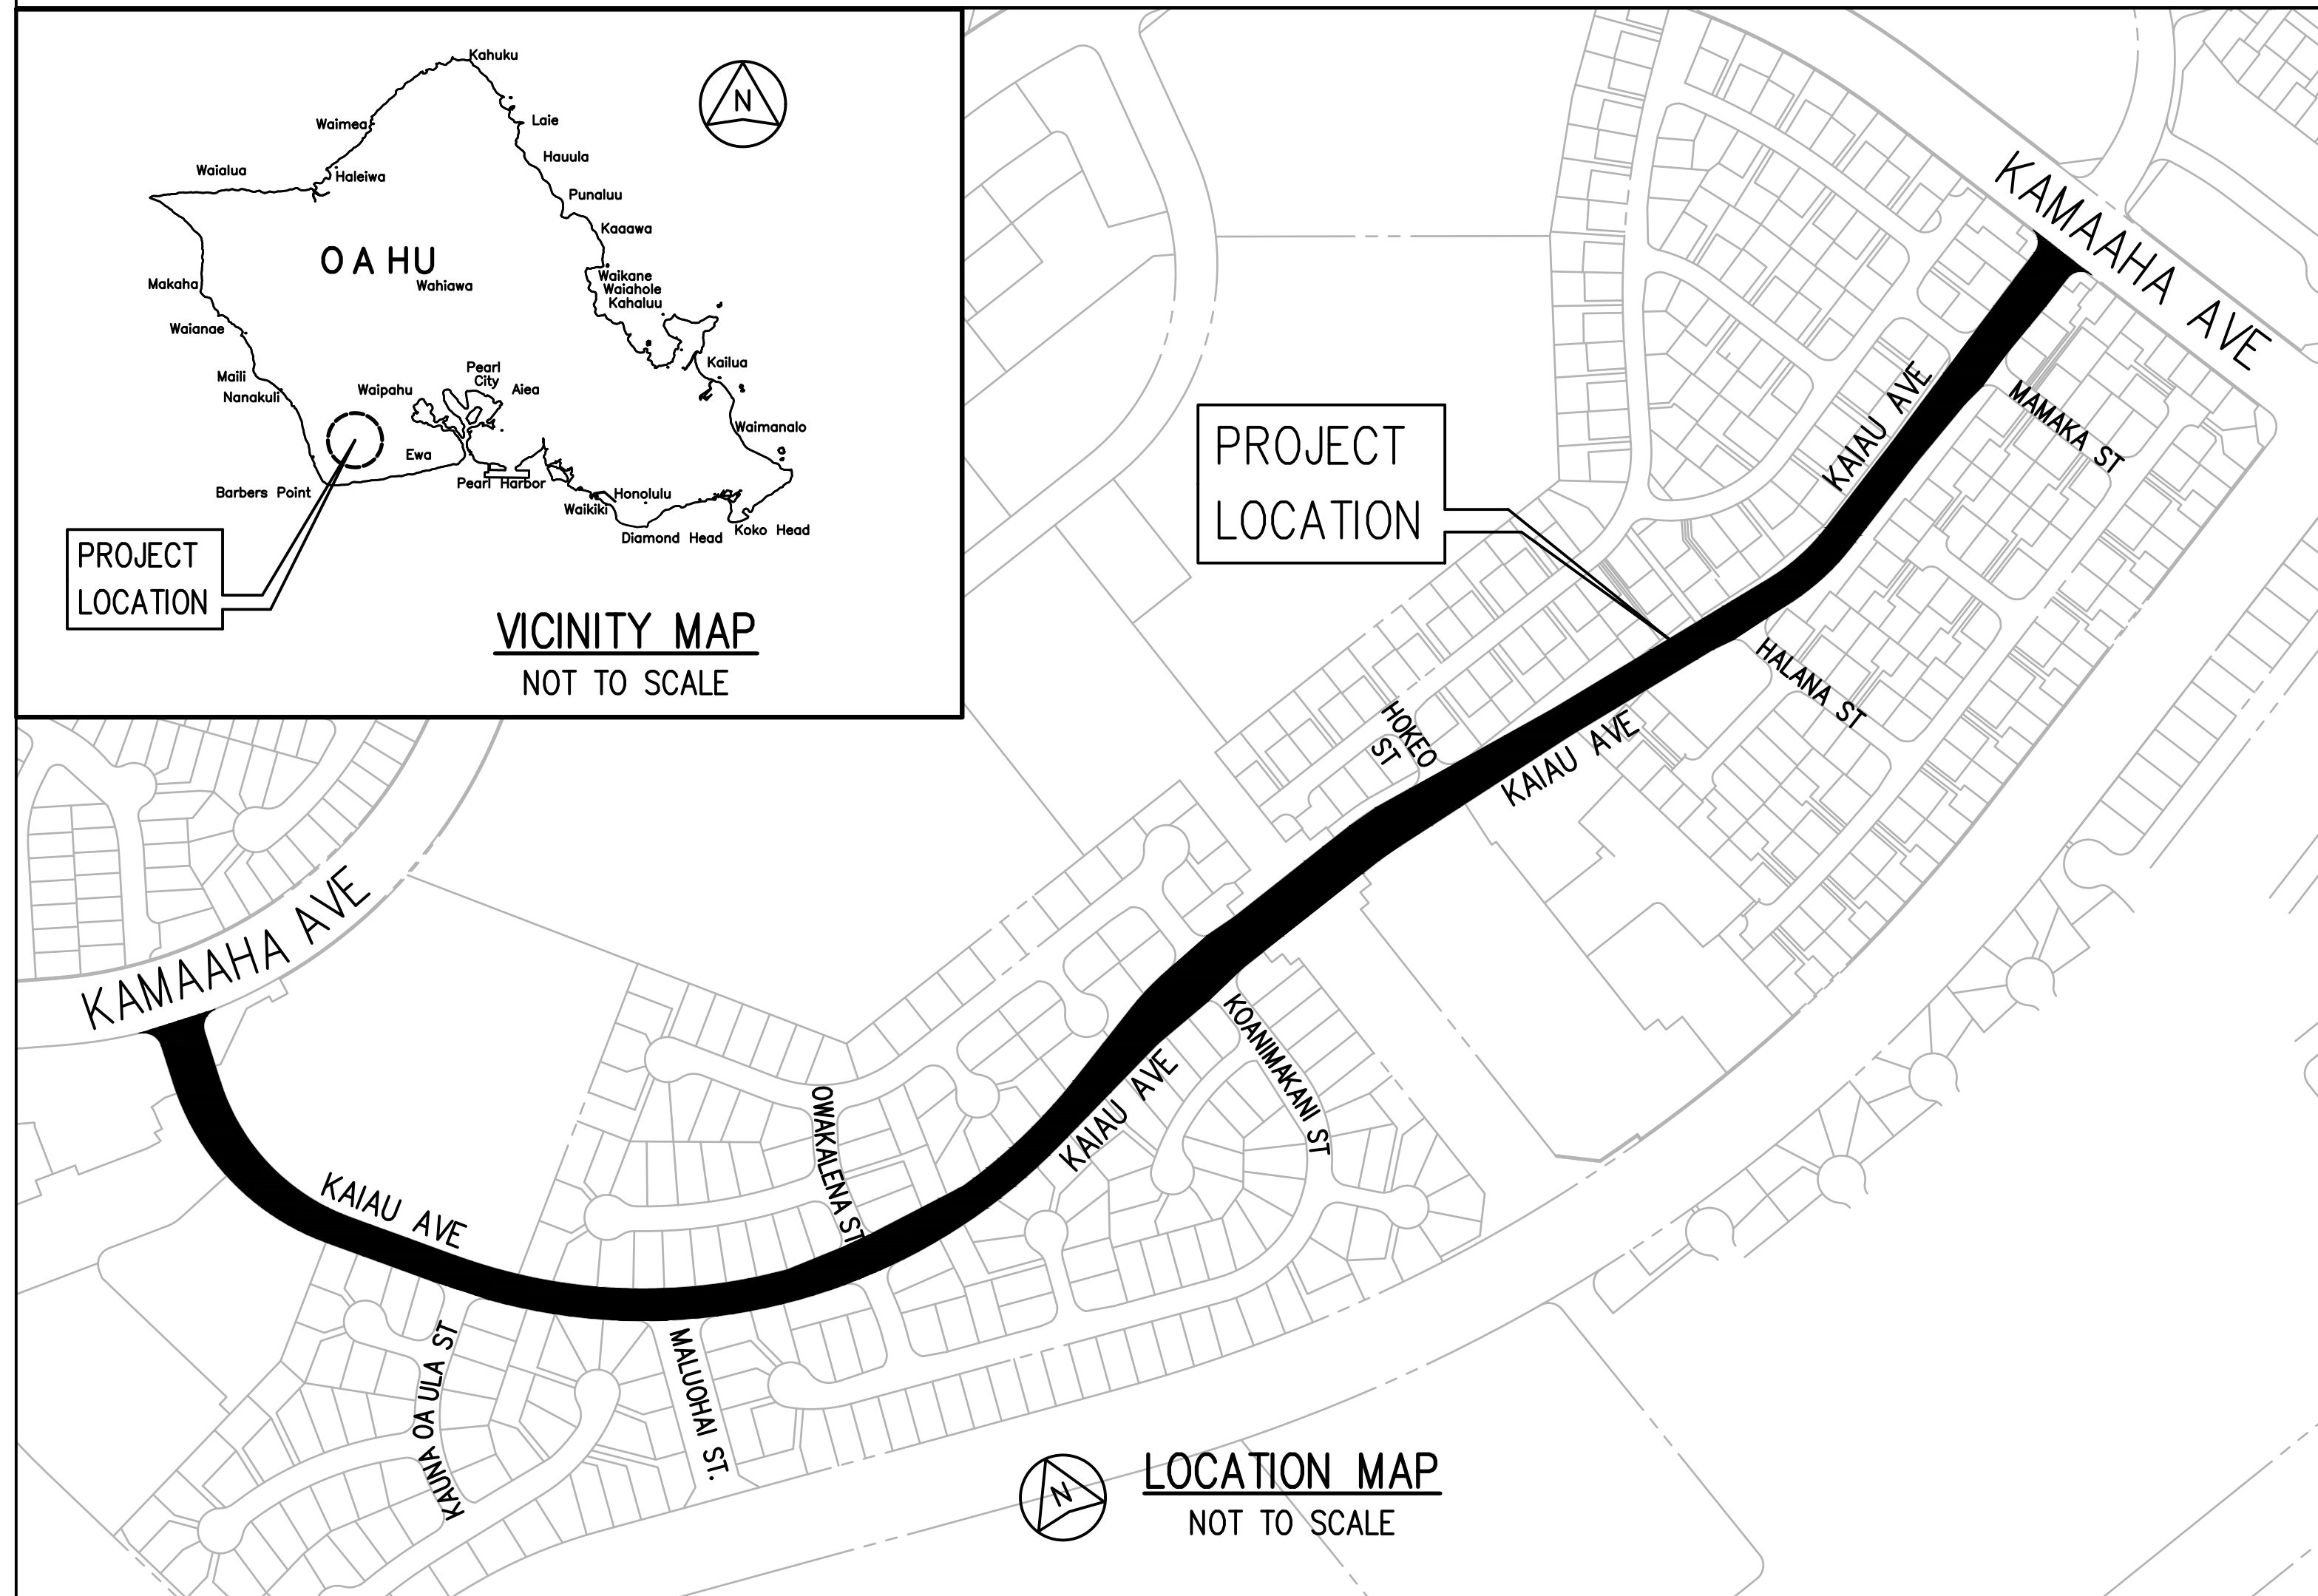 Kahuku
N
Waimea
Laie
Hauula
Waialua
Haleiwa
Punaluu
Kaaawa
OAHU
Waikane
Makaha
Wahiawa
Waiahole
Kahaluu
Waianae
Kailua
Pearl
City
Maili
Waipahu
Aiea
Nanakuli
Waimanalo
Ewa
Pearl Harbor
Barbers Point
Honolulu
Waikiki
Koko Head
Diamond Head
PROJECT
LOCATION
VICINITY MAP
NOT TO SCALE
KAMAAHA AVE
KAIAU AVE
MAMAKA ST
PROJECT
LOCATION
HALANA ST
HOKEO
ST
KAIAU AVE
KAMAAHA AVE
KOANIMAKANI ST
KAIAU AVE
OWAKALENA ST
KAIAU AVE
KAUNA OA ULA ST
MALUOHAI ST.
N
LOCATION MAP
NOT TO SCALE